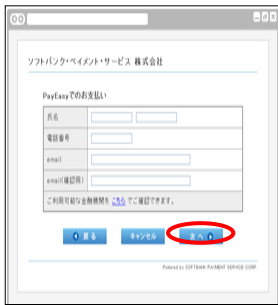 ソフトバンク・ペイメント・サービス 株式会社
PayEasyでのお支払い
氏名
電話番号
email
email(確認用)
ご利用可能な金融機関を こちら でご確認できます。
戻る
キャンセル
次へ
Powered by SOFTBANK PAYMENT SERVICE CORP.